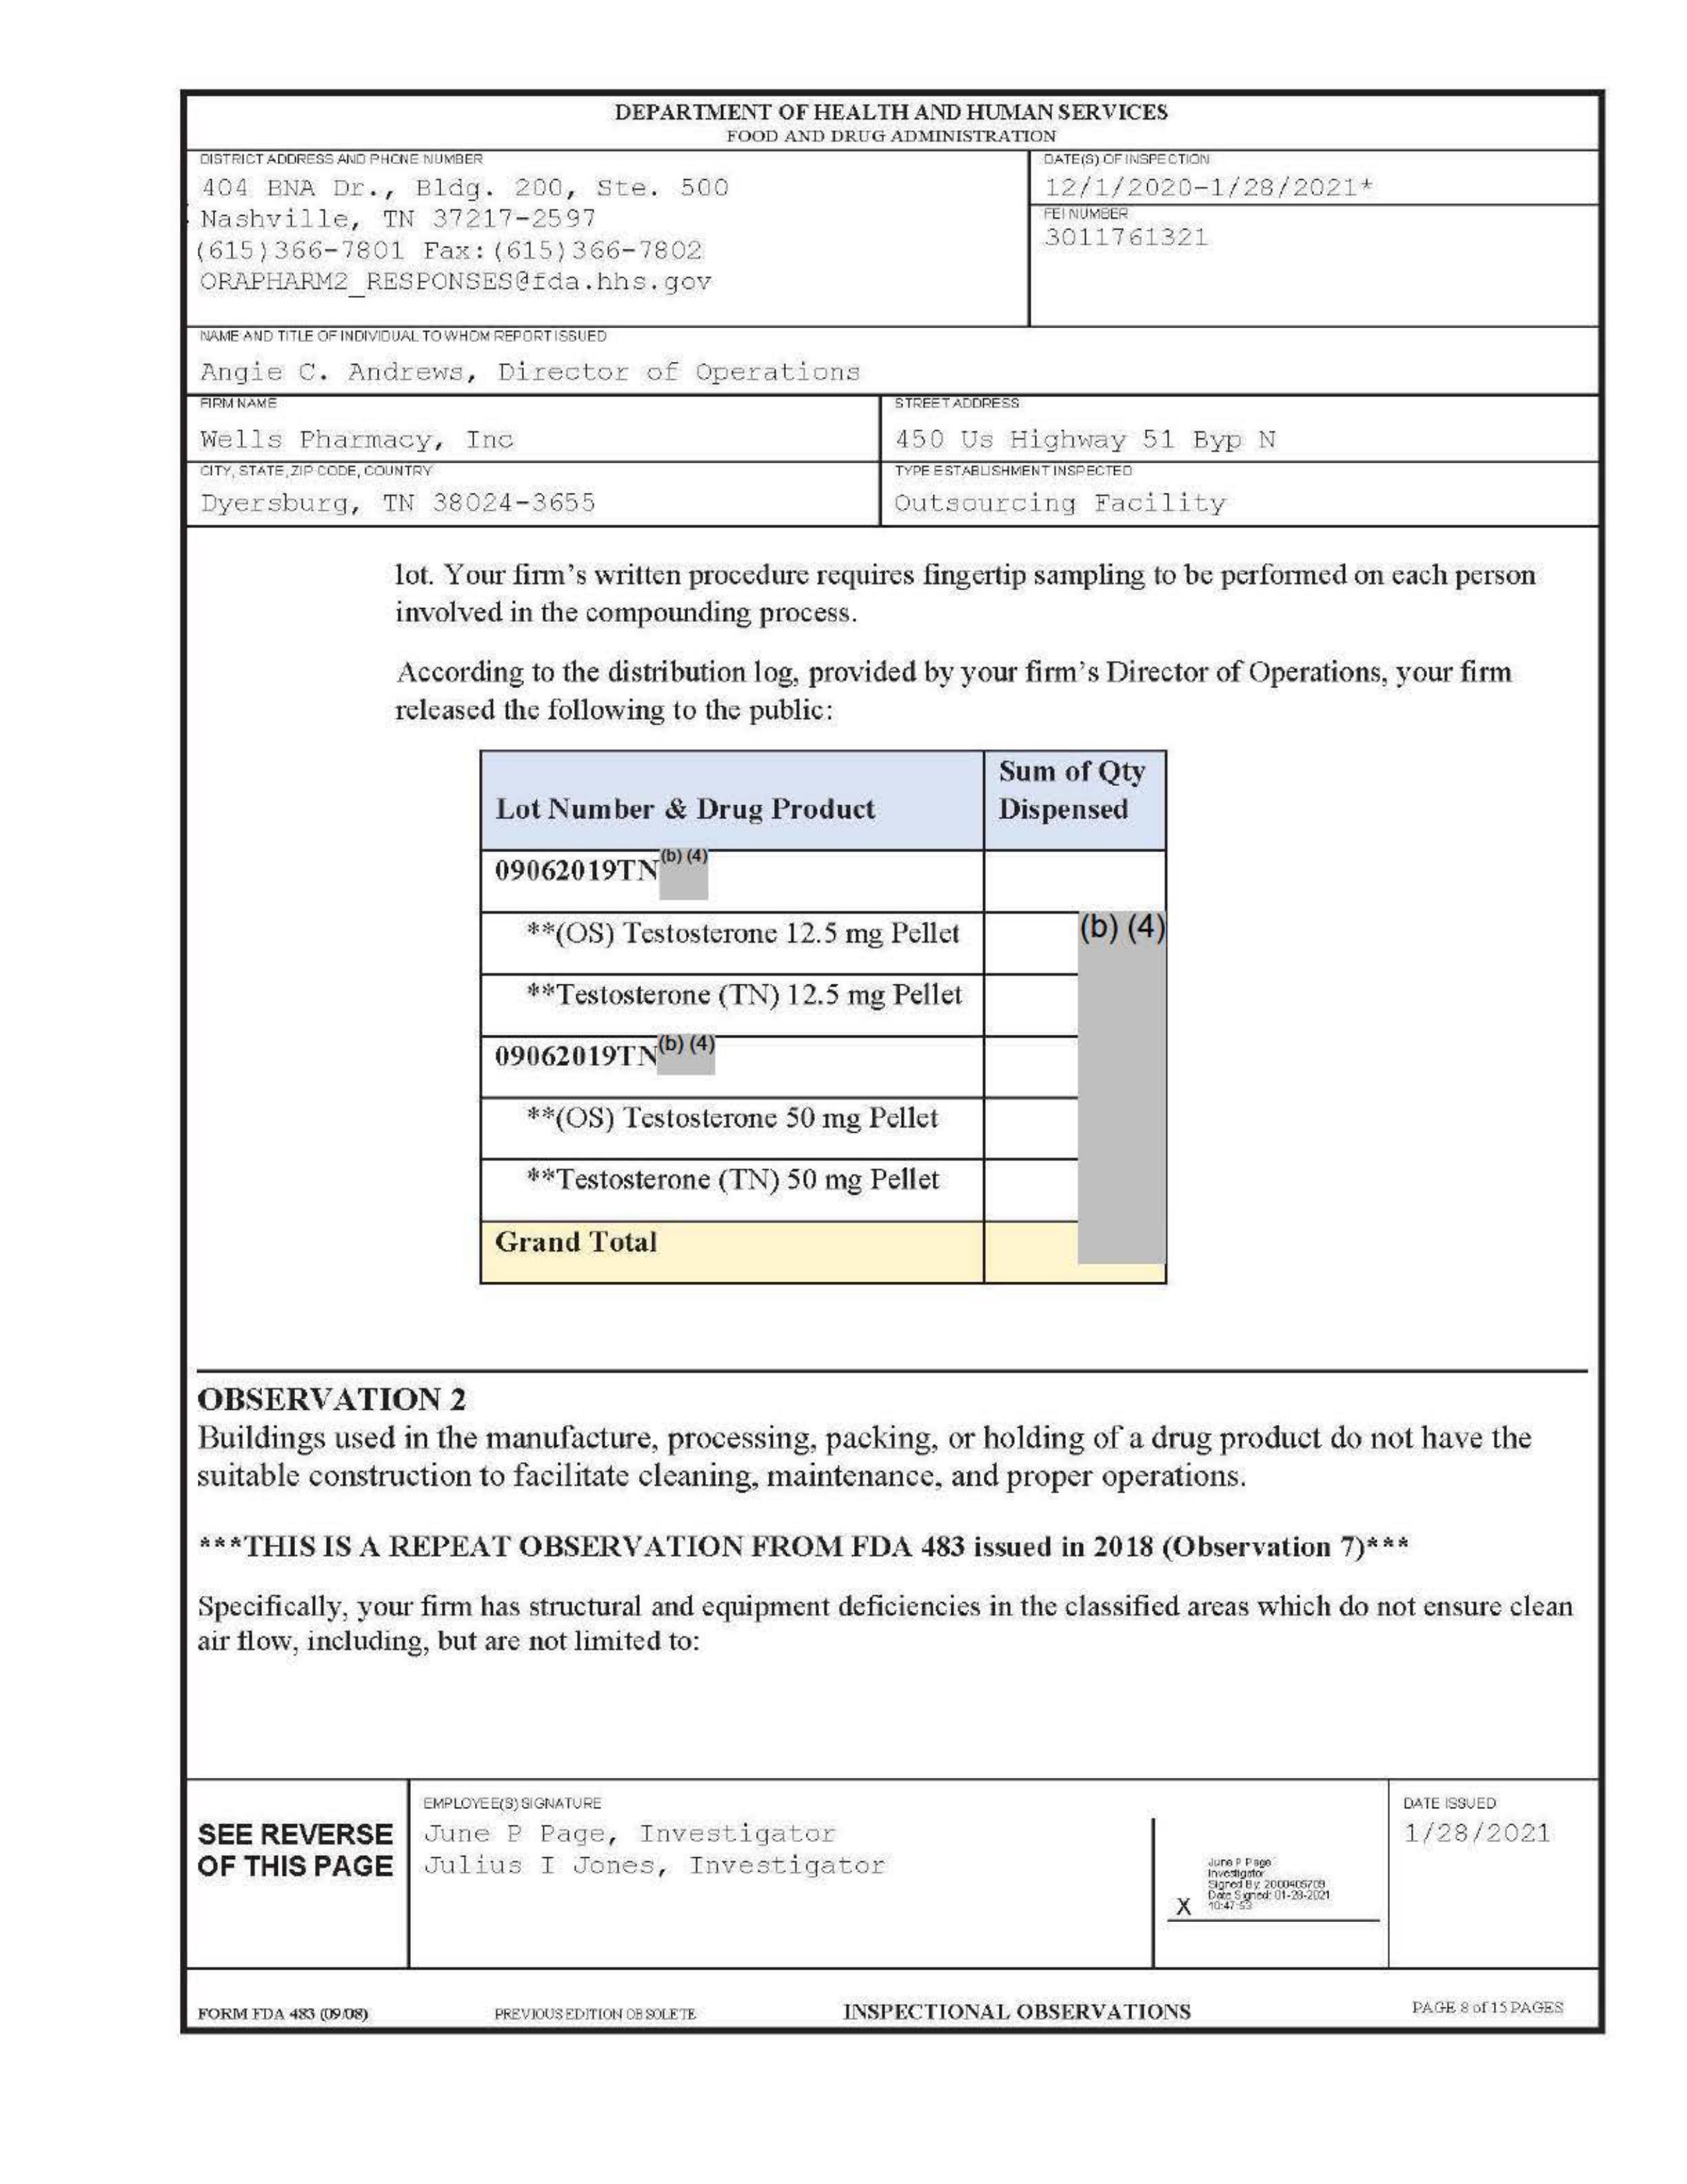 DEPARTMENT OF HEALTH AND HUMAN SERVICES
FOOD AND DRUG ADMINISTRATION
DISTRICT ADDRESS AND PHONE NUMBER
404 BNA Dr., Bldg. 200, Ste. 500
Nashville, TN 37217-2597
(615)366-7801 Fax:(615)366-7802
ORAPHARM2_RESPONSES@fda.hhs.gov
DATE(S) OF INSPECTION
12/1/2020-1/28/2021*
FEI NUMBER
3011761321
NAME AND TITLE OF INDIVIDUAL TO WHOM REPORT ISSUED
Angie C. Andrews, Director of Operations
FIRM NAME
Wells Pharmacy, Inc
STREET ADDRESS
450 Us Highway 51 Byp N
CITY, STATE, ZIP CODE, COUNTRY
Dyersburg, TN 38024-3655
TYPE ESTABLISHMENT INSPECTED
Outsourcing Facility
lot. Your firm's written procedure requires fingertip sampling to be performed on each person
involved in the compounding process.
According to the distribution log, provided by your firm's Director of Operations, your firm
released the following to the public:
Lot Number & Drug Product
Sum of Qty
Dispensed
09062019TN (b) (4)
**(OS) Testosterone 12.5 mg Pellet
(b) (4)
**Testosterone (TN) 12.5 mg Pellet
09062019TN (b) (4)
**(OS) Testosterone 50 mg Pellet
**Testosterone (TN) 50 mg Pellet
Grand Total
OBSERVATION 2
Buildings used in the manufacture, processing, packing, or holding of a drug product do not have the
suitable construction to facilitate cleaning, maintenance, and proper operations.
***THIS IS A REPEAT OBSERVATION FROM FDA 483 issued in 2018 (Observation 7)***
Specifically, your firm has structural and equipment deficiencies in the classified areas which do not ensure clean
air flow, including, but are not limited to:
SEE REVERSE
OF THIS PAGE
EMPLOYEE(S) SIGNATURE
June P Page, Investigator
Julius I Jones, Investigator
X
June P Page
Investigator
Signed By: 2000405709
Date Signed: 01-28-2021
10:47:53
DATE ISSUED
1/28/2021
FORM FDA 483 (09/08)
PREVIOUS EDITION OBSOLETE
INSPECTIONAL OBSERVATIONS
PAGE 8 of 15 PAGES